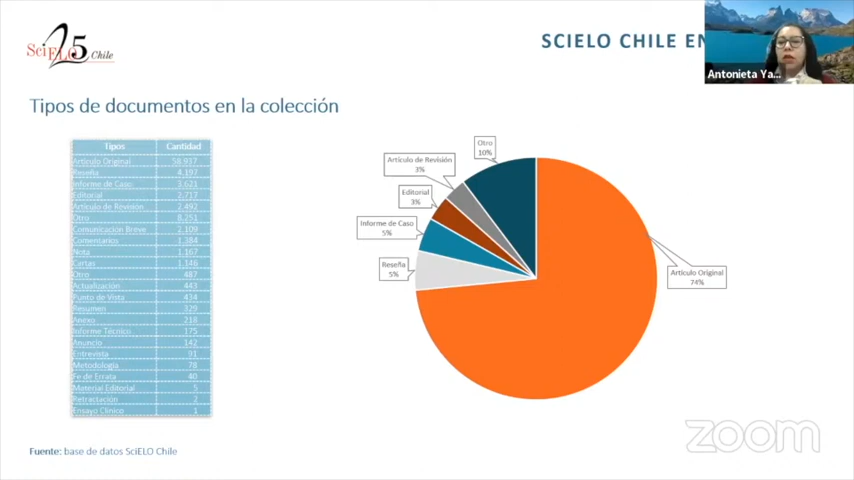 SciELO 25 Chile
SCIELO CHILE EN
Antonieta Ya...
Tipos de documentos en la colección
Tipos Cantidad
Artículo Original 58,937
Reseña 4,197
Informe de Caso 3,621
Editorial 2,717
Artículo de Revisión 2,492
Otro 8,251
Comunicación Breve 2,109
Comentarios 1,384
Nota 1,167
Cartas 1,146
Otro 487
Actualización 443
Punto de Vista 434
Resumen 329
Anexo 218
Informe Técnico 175
Anuncio 142
Entrevista 91
Metodología 78
Fe de Errata 40
Material Editorial 5
Retractación 2
Ensayo Clínico 1
Otro
10%
Artículo de Revisión
3%
Editorial
3%
Informe de Caso
5%
Reseña
5%
Artículo Original
74%
zoom
Fuente: base de datos SciELO Chile